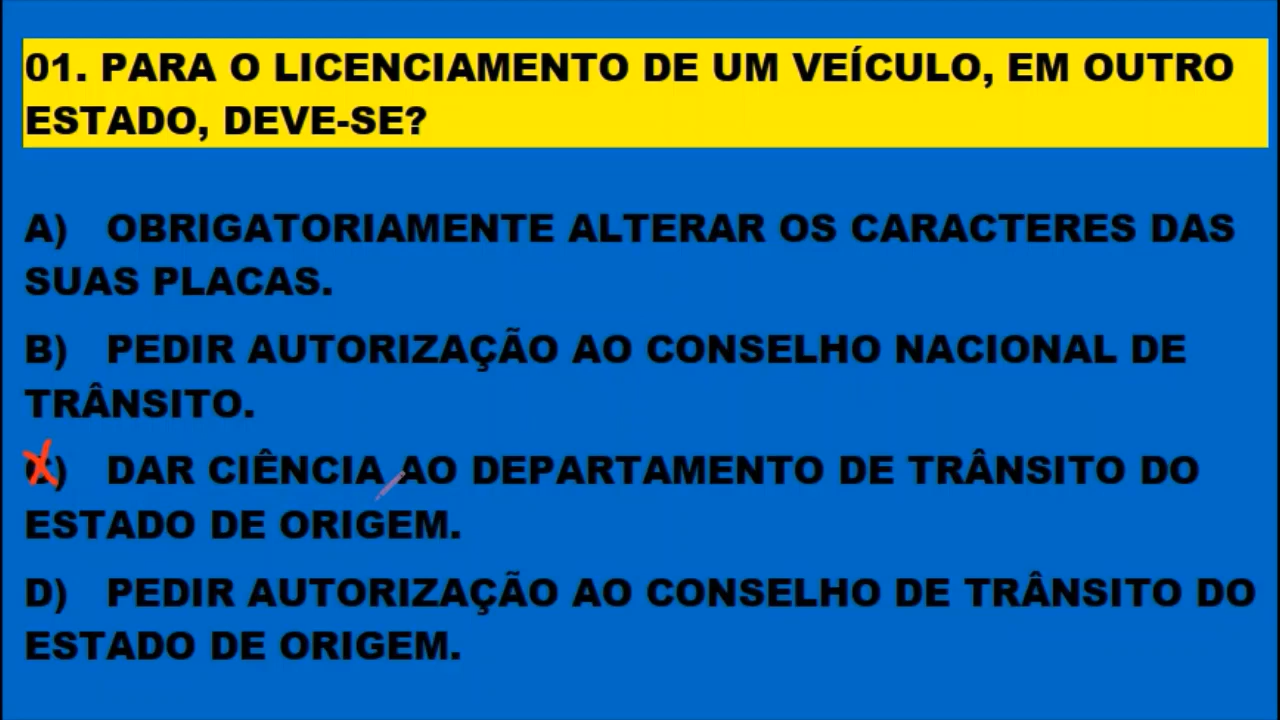 01. PARA O LICENCIAMENTO DE UM VEÍCULO, EM OUTRO
ESTADO, DEVE-SE?
A) OBRIGATORIAMENTE ALTERAR OS CARACTERES DAS
SUAS PLACAS.
B) PEDIR AUTORIZAÇÃO AO CONSELHO NACIONAL DE
TRÂNSITO.
C) DAR CIÊNCIA AO DEPARTAMENTO DE TRÂNSITO DO
ESTADO DE ORIGEM.
D) PEDIR AUTORIZAÇÃO AO CONSELHO DE TRÂNSITO DO
ESTADO DE ORIGEM.